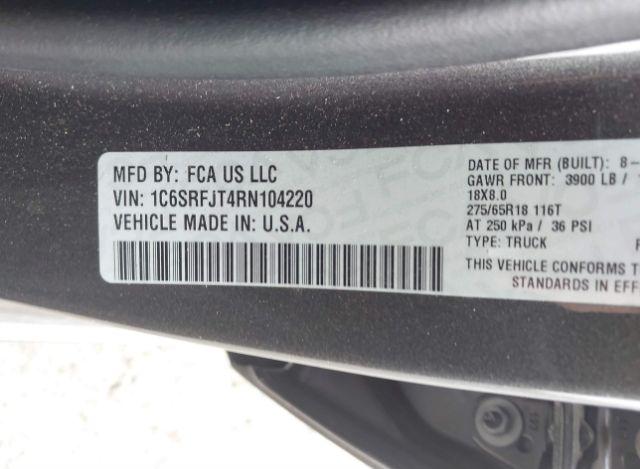 MFD BY: FCA US LLC
VIN: 1C6SRFJT4RN104220
VEHICLE MADE IN: U.S.A.
DATE OF MFR (BUILT): 8-
GAWR FRONT: 3900 LB /
18X8.0
275/65R18 116T
AT 250 kPa / 36 PSI
TYPE: TRUCK
THIS VEHICLE CONFORMS
STANDARDS IN EFF